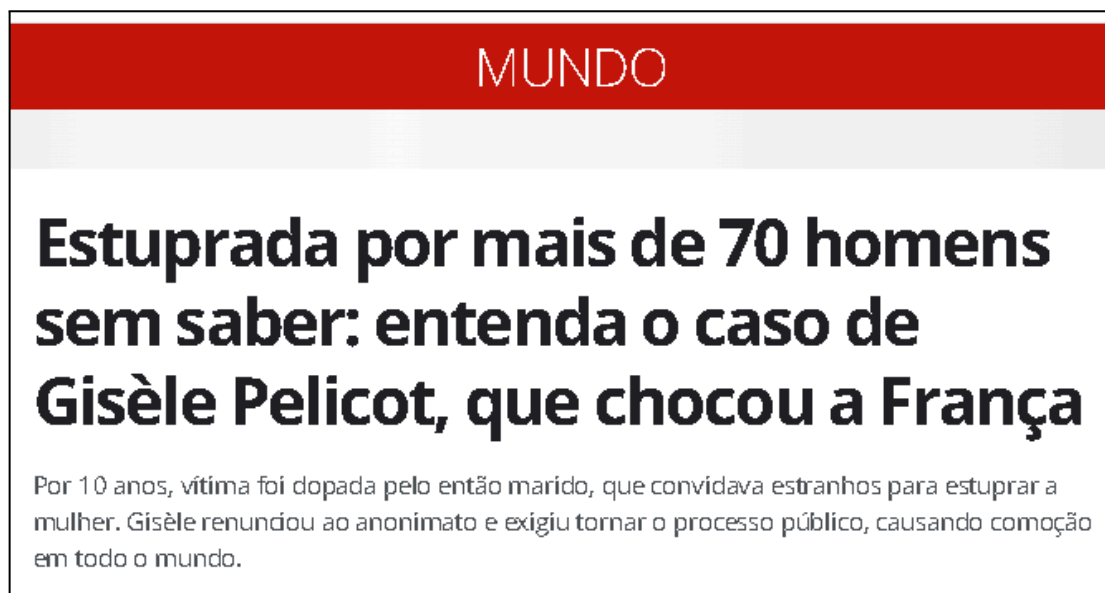 MUNDO
Estuprada por mais de 70 homens
sem saber: entenda o caso de
Gisèle Pelicot, que chocou a França
Por 10 anos, vítima foi dopada pelo então marido, que convidava estranhos para estuprar a
mulher. Gisèle renunciou ao anonimato e exigiu tornar o processo público, causando comoção
em todo o mundo.